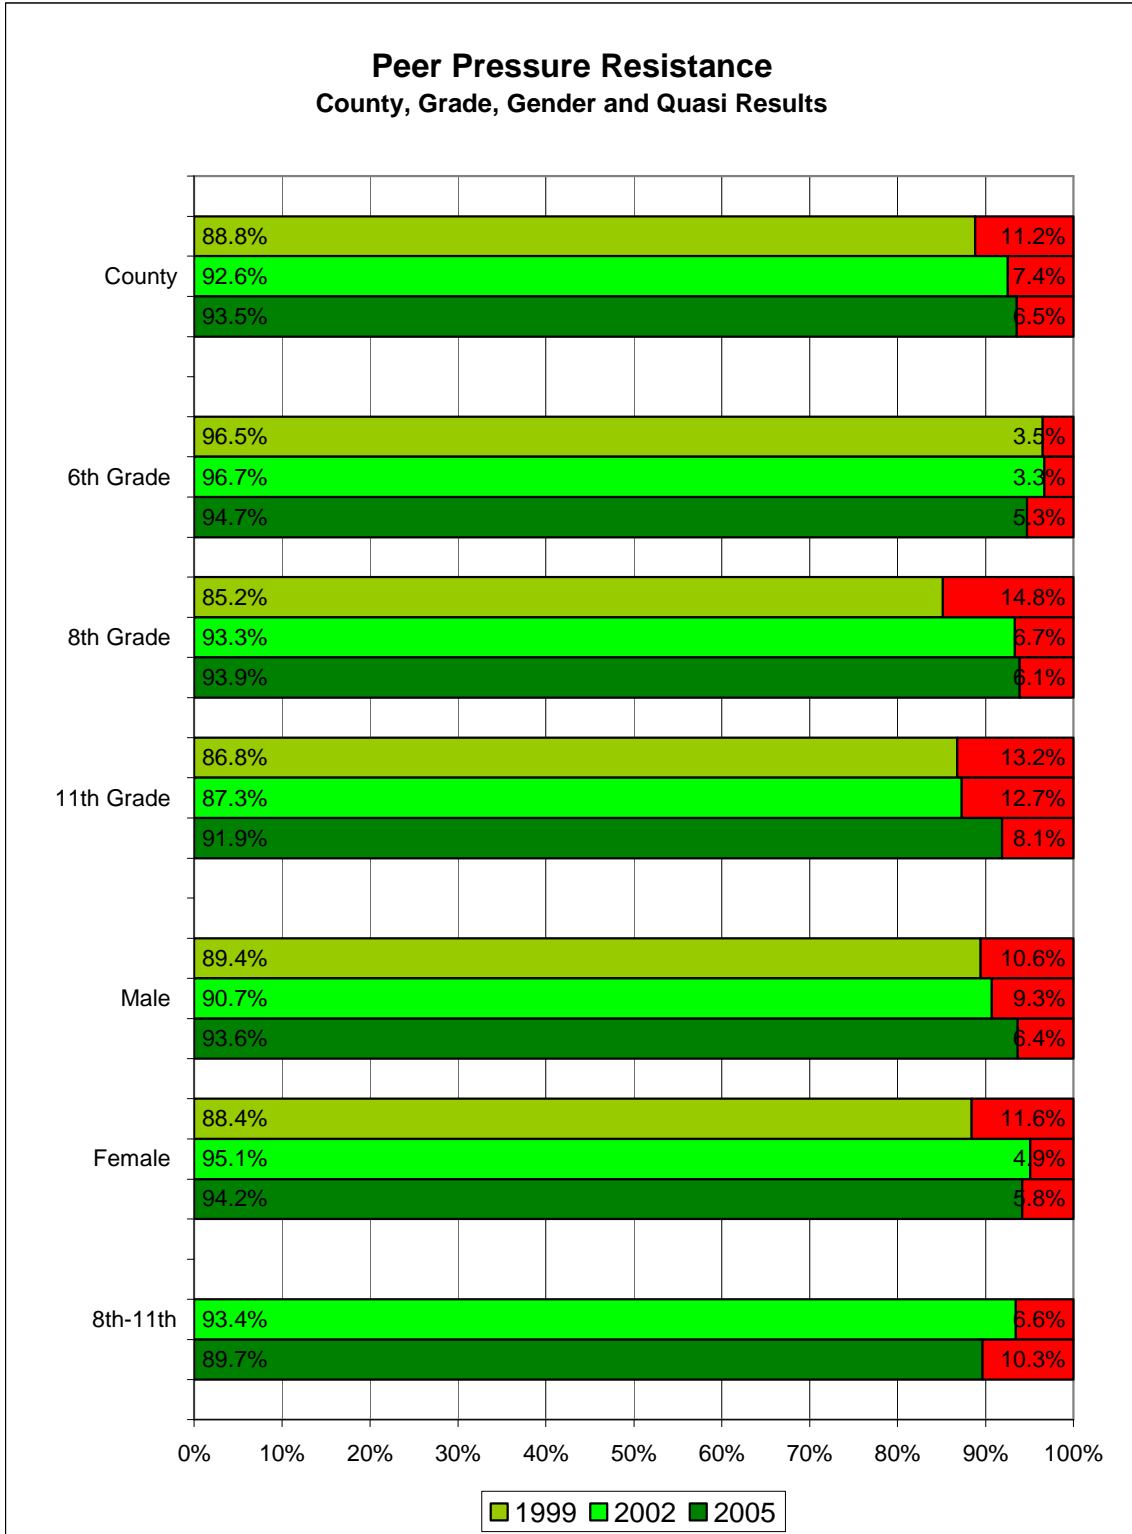 Peer Pressure Resistance
County, Grade, Gender and Quasi Results
88.8% 11.2%
County 92.6% 7.4%
93.5% 6.5%
96.5% 3.5%
6th Grade 96.7% 3.3%
94.7% 5.3%
85.2% 14.8%
8th Grade 93.3% 6.7%
93.9% 6.1%
86.8% 13.2%
11th Grade 87.3% 12.7%
91.9% 8.1%
89.4% 10.6%
Male 90.7% 9.3%
93.6% 6.4%
88.4% 11.6%
Female 95.1% 4.9%
94.2% 5.8%
8th-11th 93.4% 6.6%
89.7% 10.3%
0% 10% 20% 30% 40% 50% 60% 70% 80% 90% 100%
1999 2002 2005